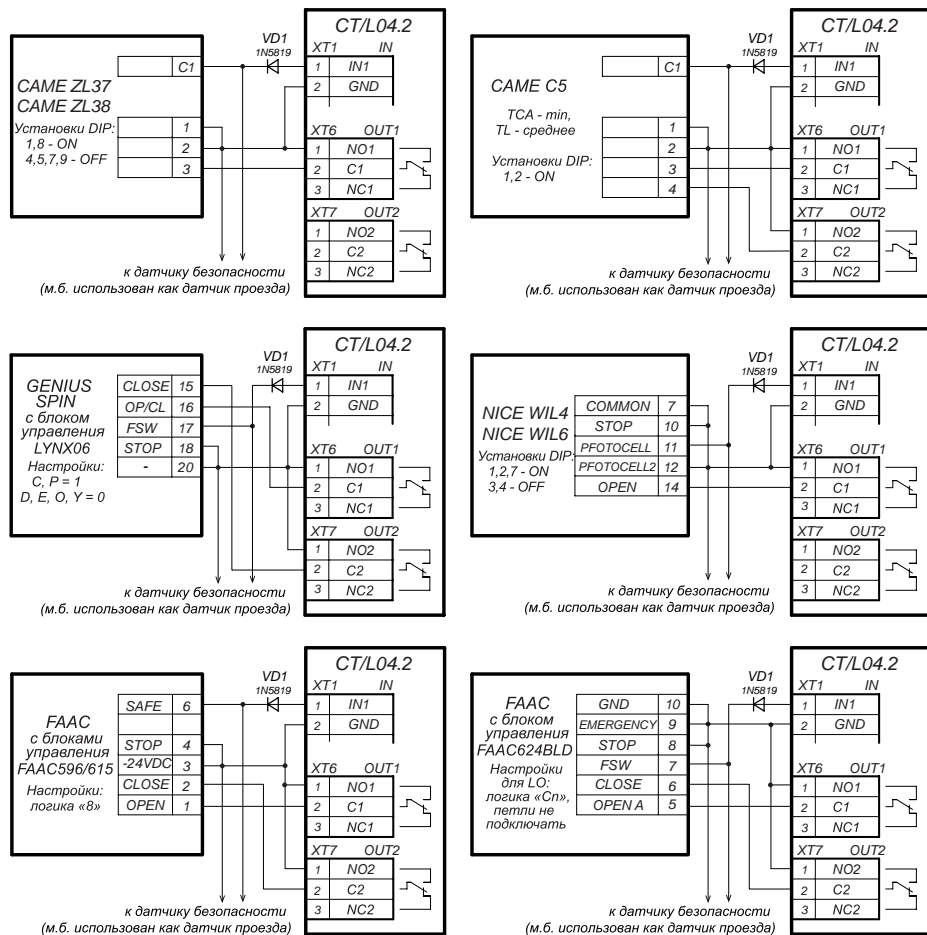 CT/L04.2
VD1
1N5819
XT1 IN
1 IN1
2 GND
C1
CAME ZL37
CAME ZL38
Установки DIP:
1,8 - ON
4,5,7,9 - OFF
1
2
3
XT6 OUT1
1 NO1
2 C1
3 NC1
XT7 OUT2
1 NO2
2 C2
3 NC2
к датчику безопасности
(м.б. использован как датчик проезда)
CT/L04.2
VD1
1N5819
XT1 IN
1 IN1
2 GND
C1
CAME C5
TCA - min,
TL - среднее
Установки DIP:
1,2 - ON
1
2
3
4
XT6 OUT1
1 NO1
2 C1
3 NC1
XT7 OUT2
1 NO2
2 C2
3 NC2
к датчику безопасности
(м.б. использован как датчик проезда)
CT/L04.2
VD1
1N5819
XT1 IN
1 IN1
2 GND
GENIUS
SPIN
с блоком
управления
LYNX06
Настройки:
C, P = 1
D, E, O, Y = 0
CLOSE 15
OP/CL 16
FSW 17
STOP 18
- 20
XT6 OUT1
1 NO1
2 C1
3 NC1
XT7 OUT2
1 NO2
2 C2
3 NC2
к датчику безопасности
(м.б. использован как датчик проезда)
CT/L04.2
VD1
1N5819
XT1 IN
1 IN1
2 GND
NICE WIL4
NICE WIL6
Установки DIP:
1,2,7 - ON
3,4 - OFF
COMMON 7
STOP 10
PFOTOCELL 11
PFOTOCELL2 12
OPEN 14
XT6 OUT1
1 NO1
2 C1
3 NC1
XT7 OUT2
1 NO2
2 C2
3 NC2
к датчику безопасности
(м.б. использован как датчик проезда)
CT/L04.2
VD1
1N5819
XT1 IN
1 IN1
2 GND
FAAC
с блоками
управления
FAAC596/615
Настройки:
логика «8»
SAFE 6
STOP 4
-24VDC 3
CLOSE 2
OPEN 1
XT6 OUT1
1 NO1
2 C1
3 NC1
XT7 OUT2
1 NO2
2 C2
3 NC2
к датчику безопасности
(м.б. использован как датчик проезда)
CT/L04.2
VD1
1N5819
XT1 IN
1 IN1
2 GND
FAAC
с блоком
управления
FAAC624BLD
Настройки
для LO:
логика «Cn»,
петли не
подключать
GND 10
EMERGENCY 9
STOP 8
FSW 7
CLOSE 6
OPEN A 5
XT6 OUT1
1 NO1
2 C1
3 NC1
XT7 OUT2
1 NO2
2 C2
3 NC2
к датчику безопасности
(м.б. использован как датчик проезда)